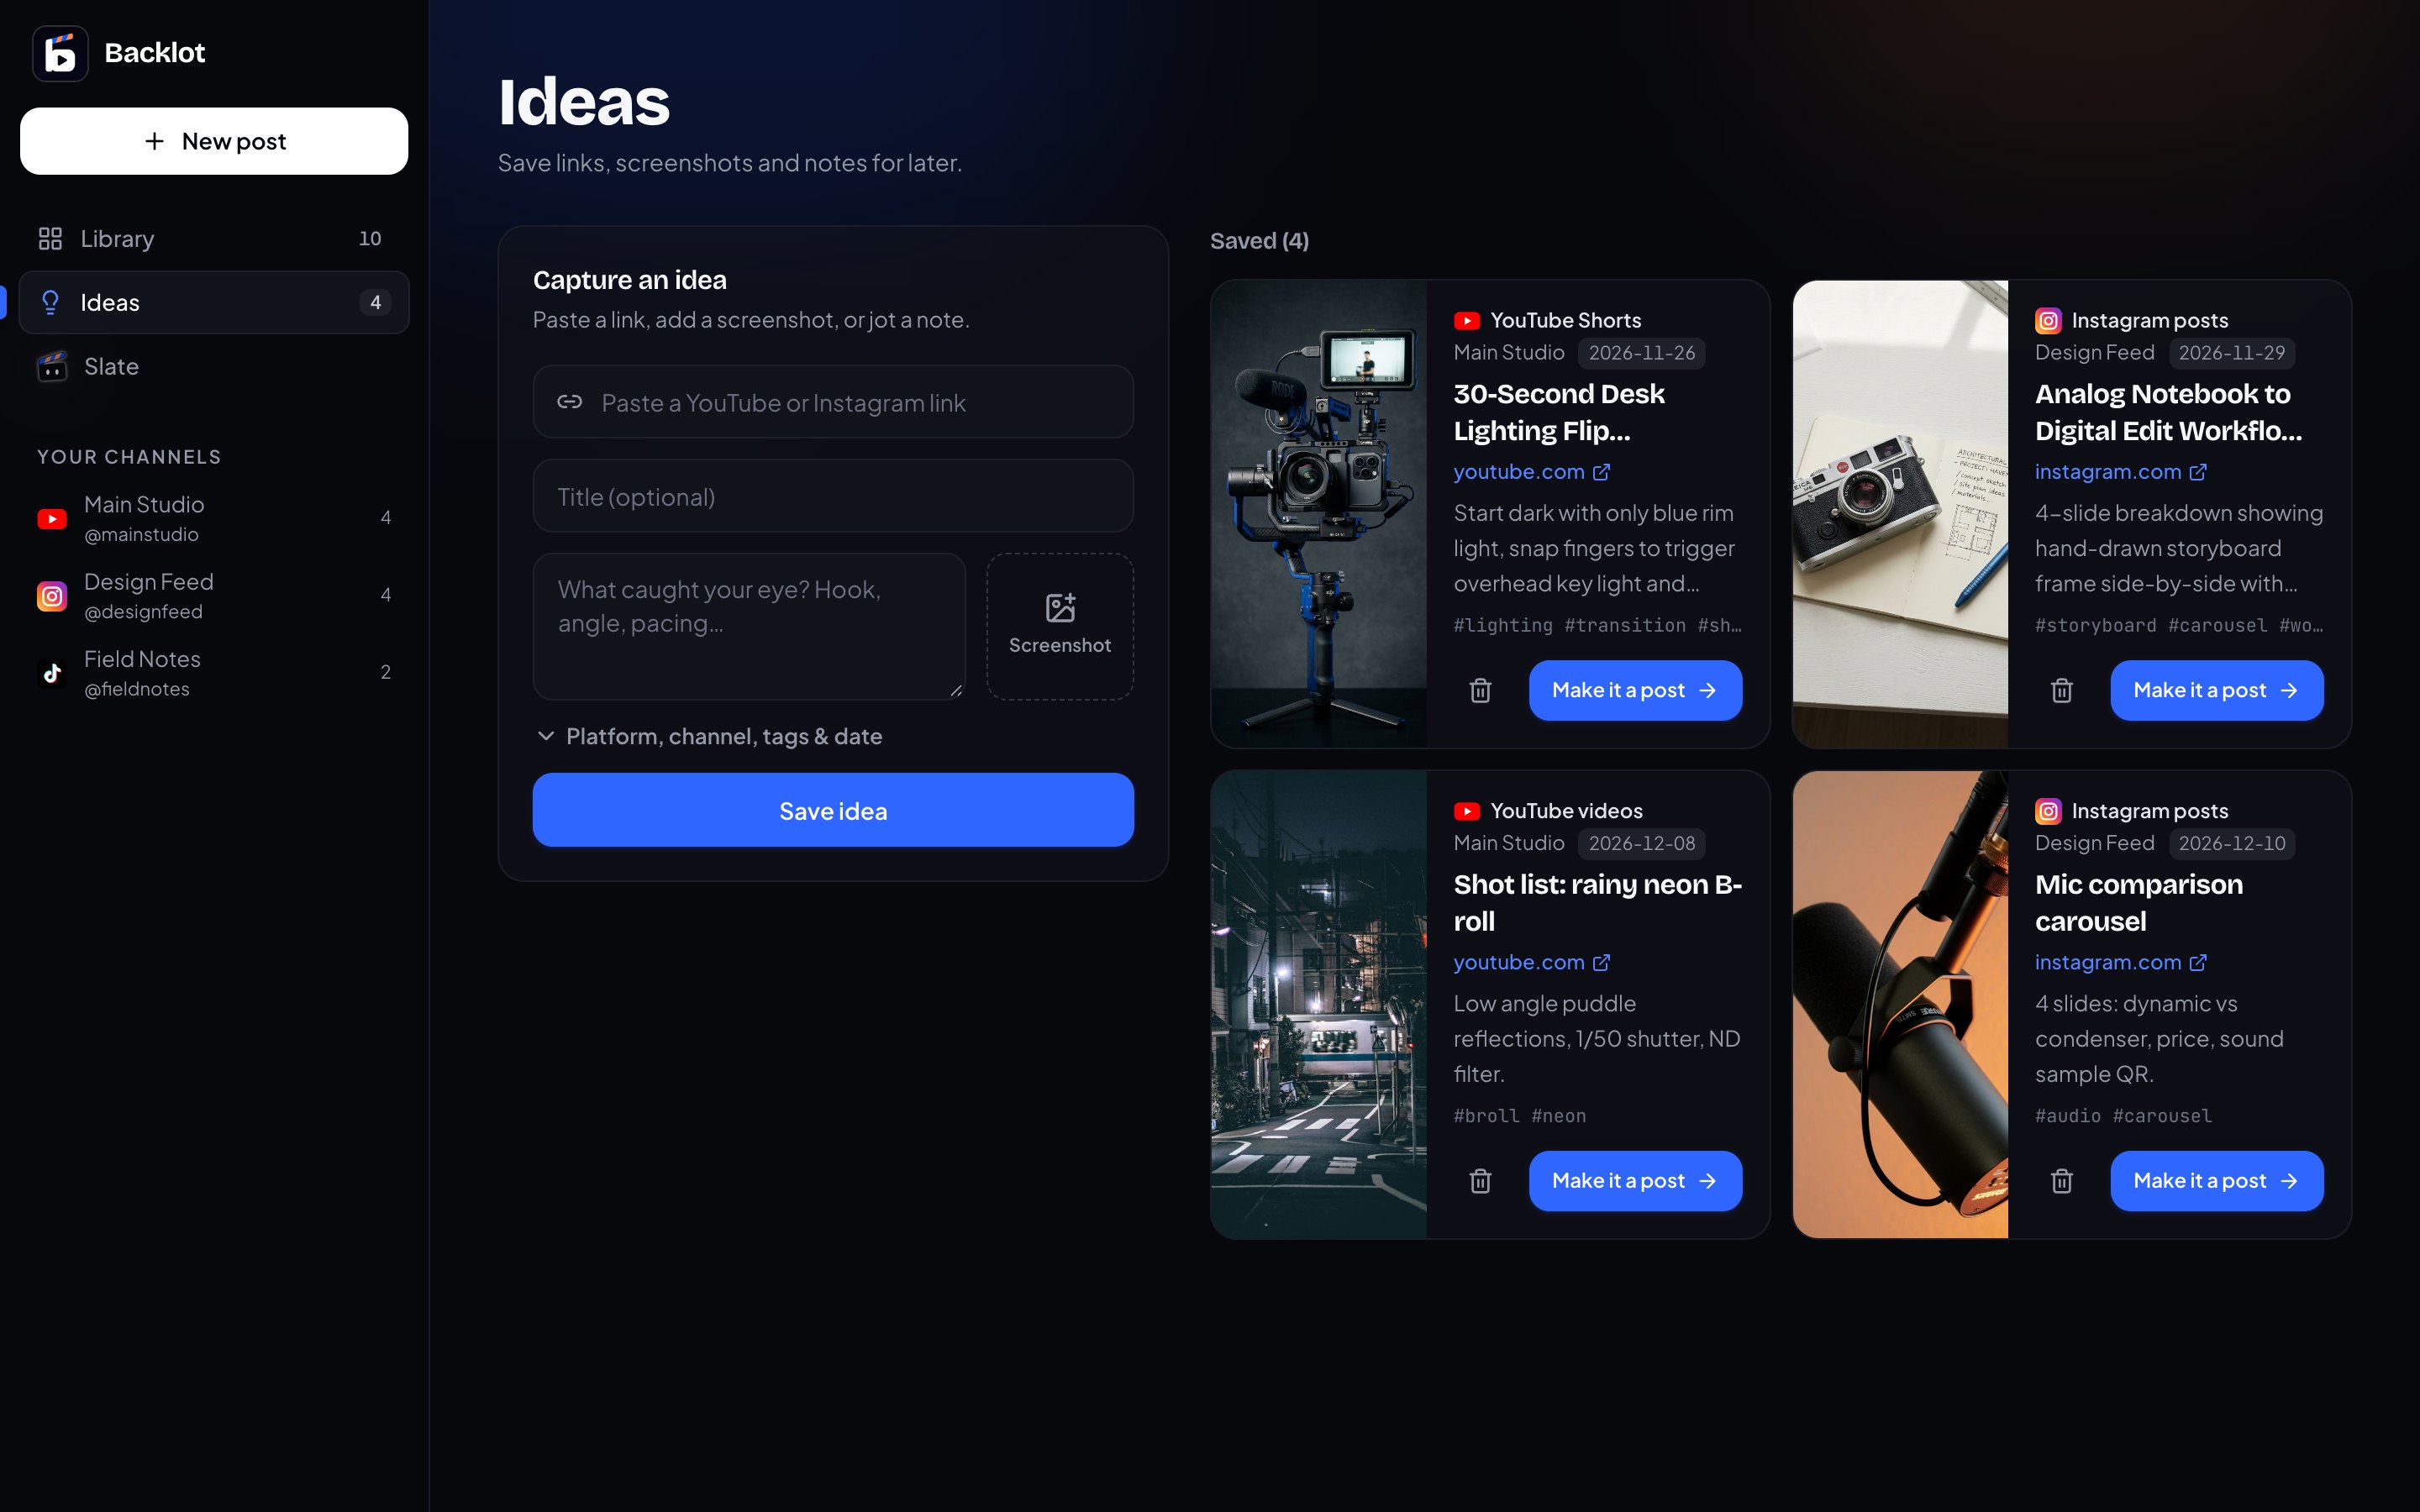 Backlot
New post
Library 10
Ideas 4
Slate
YOUR CHANNELS
Main Studio
@mainstudio
4
Design Feed
@designfeed
4
Field Notes
@fieldnotes
2
Ideas
Save links, screenshots and notes for later.
Capture an idea
Paste a link, add a screenshot, or jot a note.
Paste a YouTube or Instagram link
Title (optional)
What caught your eye? Hook,
angle, pacing…
Screenshot
Platform, channel, tags & date
Save idea
Saved (4)
RODE
YouTube Shorts
Main Studio 2026-11-26
30-Second Desk
Lighting Flip…
youtube.com
Start dark with only blue rim
light, snap fingers to trigger
overhead key light and…
#lighting #transition #sh…
Make it a post
Instagram posts
Design Feed 2026-11-29
Analog Notebook to
Digital Edit Workflo…
instagram.com
4-slide breakdown showing
hand-drawn storyboard
frame side-by-side with…
#storyboard #carousel #wo…
Make it a post
YouTube videos
Main Studio 2026-12-08
Shot list: rainy neon B-
roll
youtube.com
Low angle puddle
reflections, 1/50 shutter, ND
filter.
#broll #neon
Make it a post
Instagram posts
Design Feed 2026-12-10
Mic comparison
carousel
instagram.com
4 slides: dynamic vs
condenser, price, sound
sample QR.
#audio #carousel
Make it a post